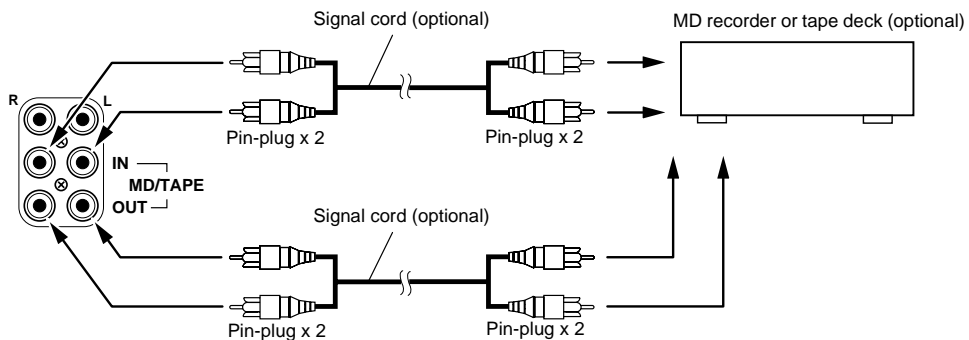 Signal cord (optional)
MD recorder or tape deck (optional)
R
L
Pin-plug x 2
Pin-plug x 2
IN
MD/TAPE
OUT
Signal cord (optional)
Pin-plug x 2
Pin-plug x 2